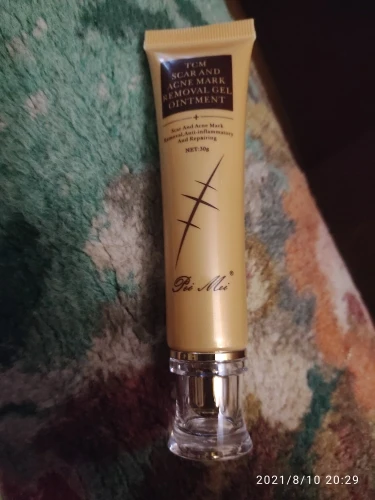 TCM
SCAR AND
ACNE MARK
REMOVAL GEL
OINTMENT
Scar And Acne Mark
Removal,Anti-inflammatory
And Repairing
NET:30g
Pei Mei®
2021/8/10 20:29